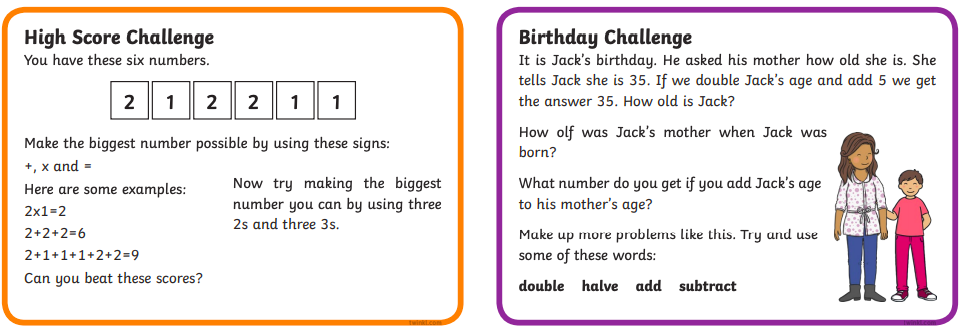 High Score Challenge
You have these six numbers.
2 1 2 2 1 1
Make the biggest number possible by using these signs:
+, x and =
Here are some examples:
2x1=2
2+2+2=6
2+1+1+1+2+2=9
Can you beat these scores?
Now try making the biggest
number you can by using three
2s and three 3s.
twinkl.com
Birthday Challenge
It is Jack's birthday. He asked his mother how old she is. She
tells Jack she is 35. If we double Jack's age and add 5 we get
the answer 35. How old is Jack?
How olf was Jack's mother when Jack was
born?
What number do you get if you add Jack's age
to his mother's age?
Make up more problems like this. Try and use
some of these words:
double halve add subtract
twinkl.com